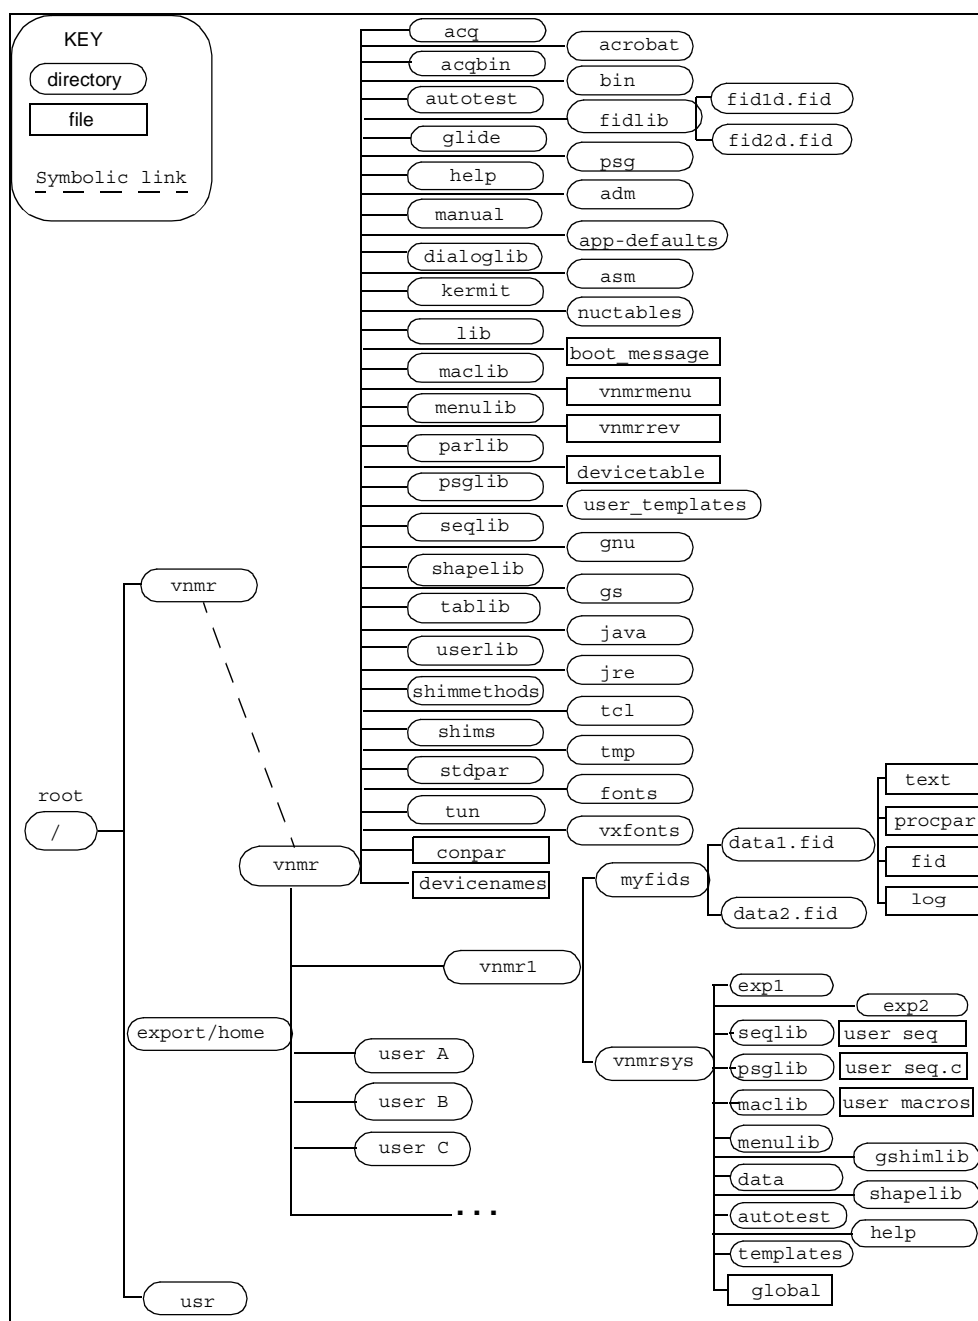 KEY
directory
file
Symbolic link
acq
acrobat
acqbin
bin
autotest
fidlib
fid1d.fid
fid2d.fid
glide
psg
help
adm
manual
app-defaults
dialoglib
asm
kermit
nuctables
lib
boot_message
maclib
vnmrmenu
menulib
vnmrrev
parlib
devicetable
psglib
user_templates
seqlib
gnu
shapelib
gs
tablib
java
userlib
jre
shimmethods
tcl
shims
tmp
stdpar
fonts
tun
vxfonts
conpar
devicenames
vnmr
root
/
vnmr
export/home
usr
vnmr1
user A
user B
user C
...
myfids
data1.fid
data2.fid
text
procpar
fid
log
vnmrsys
exp1
exp2
seqlib
user seq
psglib
user seq.c
maclib
user macros
menulib
gshimlib
data
shapelib
autotest
help
templates
global